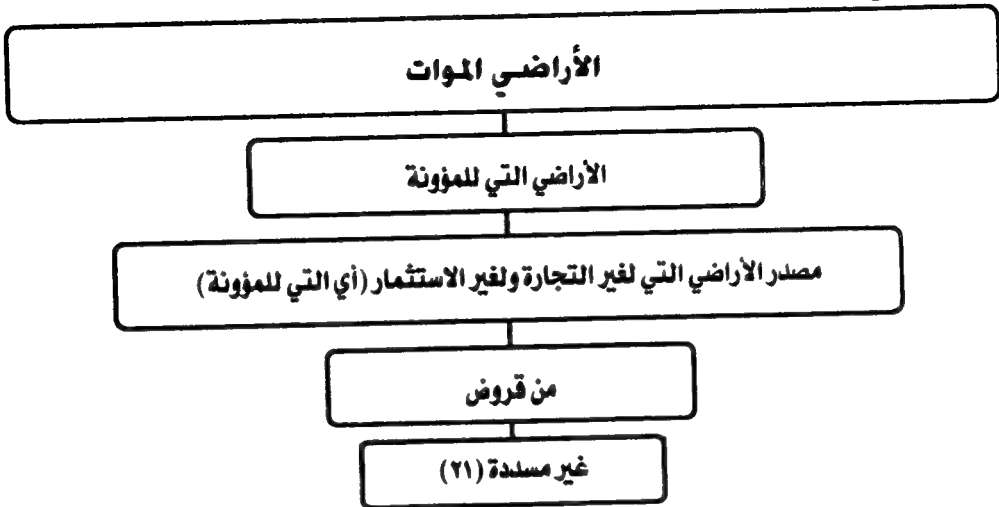 الأراضي الموات
الأراضي التي للمؤونة
مصدر الأراضي التي لغير التجارة ولغير الاستثمار (أي التي للمؤونة)
من قروض
غير مسددة (٢١)